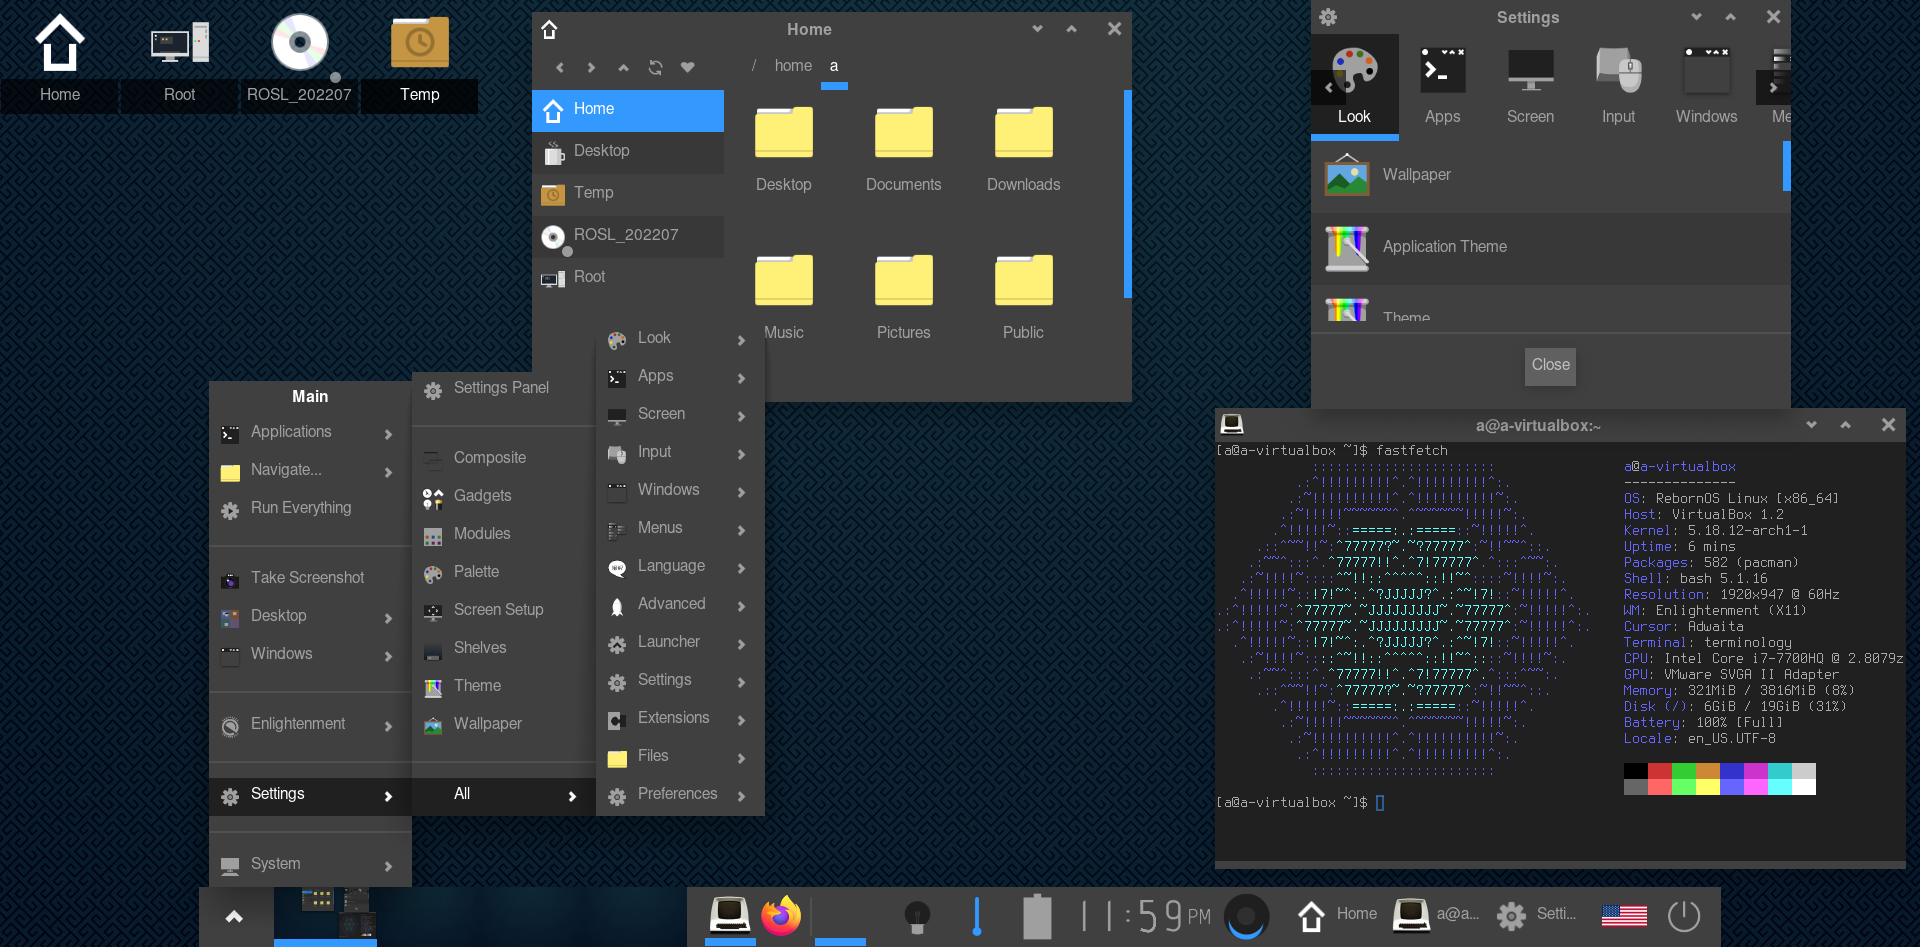 Home
Root
ROSL_202207
Temp
Home
/ home a
Home
Desktop
Temp
ROSL_202207
Root
Desktop
Documents
Downloads
Music
Pictures
Public
Settings
Look
Apps
Screen
Input
Windows
Me
Wallpaper
Application Theme
Theme
Close
Main
Applications
Navigate...
Run Everything
Take Screenshot
Desktop
Windows
Enlightenment
Settings
System
Settings Panel
Composite
Gadgets
Modules
Palette
Screen Setup
Shelves
Theme
Wallpaper
All
Look
Apps
Screen
Input
Windows
Menus
Language
Advanced
Launcher
Settings
Extensions
Files
Preferences
a@a-virtualbox:~
[a@a-virtualbox ~]$ fastfetch
a@a-virtualbox
--------------
OS: RebornOS Linux [x86_64]
Host: VirtualBox 1.2
Kernel: 5.18.12-arch1-1
Uptime: 6 mins
Packages: 582 (pacman)
Shell: bash 5.1.16
Resolution: 1920x947 @ 60Hz
WM: Enlightenment (X11)
Cursor: Adwaita
Terminal: terminology
CPU: Intel Core i7-7700HQ @ 2.8079z
GPU: VMware SVGA II Adapter
Memory: 321MiB / 3816MiB (8%)
Disk (/): 6GiB / 19GiB (31%)
Battery: 100% [Full]
Locale: en_US.UTF-8
[a@a-virtualbox ~]$
11:59 PM
Home
a@a...
Setti...